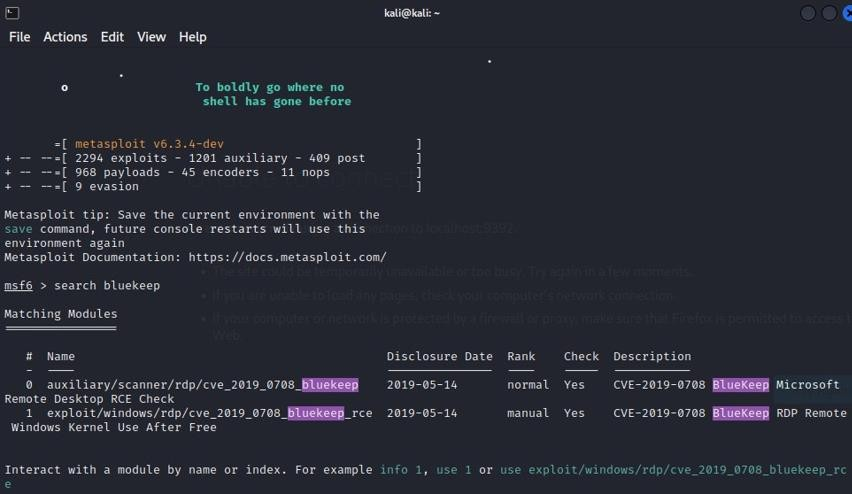 kali@kali: ~
File Actions Edit View Help
To boldly go where no
shell has gone before
=[ metasploit v6.3.4-dev ]
+ -- --=[ 2294 exploits - 1201 auxiliary - 409 post ]
+ -- --=[ 968 payloads - 45 encoders - 11 nops ]
+ -- --=[ 9 evasion ]
Metasploit tip: Save the current environment with the
save command, future console restarts will use this
environment again
Metasploit Documentation: https://docs.metasploit.com/
msf6 > search bluekeep
Matching Modules
================
# Name Disclosure Date Rank Check Description
- ---- --------------- ---- ----- -----------
0 auxiliary/scanner/rdp/cve_2019_0708_bluekeep 2019-05-14 normal Yes CVE-2019-0708 BlueKeep Microsoft
Remote Desktop RCE Check
1 exploit/windows/rdp/cve_2019_0708_bluekeep_rce 2019-05-14 manual Yes CVE-2019-0708 BlueKeep RDP Remote
Windows Kernel Use After Free
Interact with a module by name or index. For example info 1, use 1 or use exploit/windows/rdp/cve_2019_0708_bluekeep_rc
e
connection to localhost:9392.
The site could be temporarily unavailable or too busy. Try again in a few moments.
If you are unable to load any pages, check your computer's network connection.
If your computer or network is protected by a firewall or proxy, make sure that Firefox is permitted to access
Web.